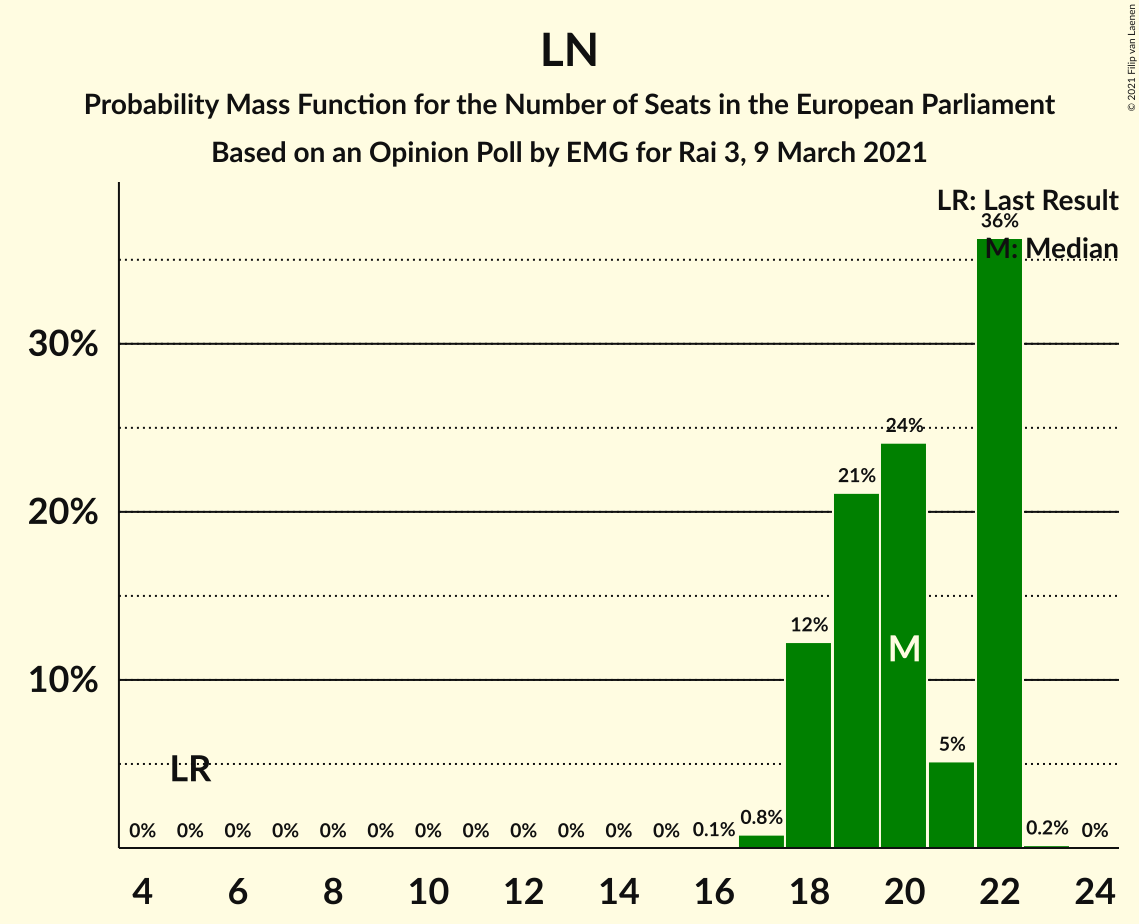 LN
Probability Mass Function for the Number of Seats in the European Parliament
Based on an Opinion Poll by EMG for Rai 3, 9 March 2021
© 2021 Filip van Laenen
LR: Last Result
M: Median
36%
30%
24%
21%
20%
12%
M
10%
5%
LR
0% 0% 0% 0% 0% 0% 0% 0% 0% 0% 0% 0% 0.1% 0.8% 0.2% 0%
4 6 8 10 12 14 16 18 20 22 24